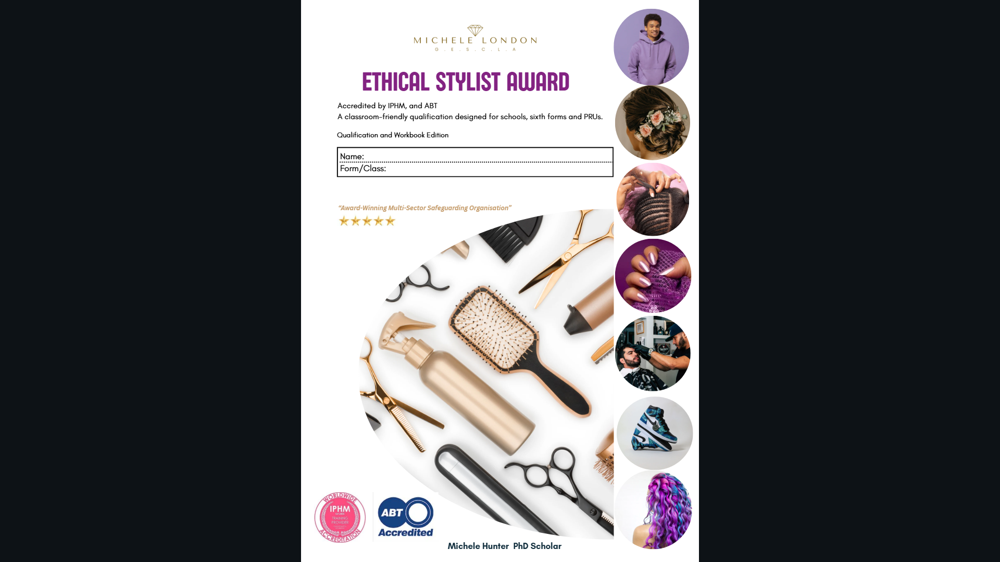 MICHELE LONDON
G . E . S . C . L . A
ETHICAL STYLIST AWARD
Accredited by IPHM, and ABT
A classroom-friendly qualification designed for schools, sixth forms and PRUs.
Qualification and Workbook Edition
Name:
Form/Class:
“Award-Winning Multi-Sector Safeguarding Organisation”
WORLDWIDE
IPHM
TRAINING
PROVIDER
ACCREDITATION
ABT
Accredited
Michele Hunter PhD Scholar